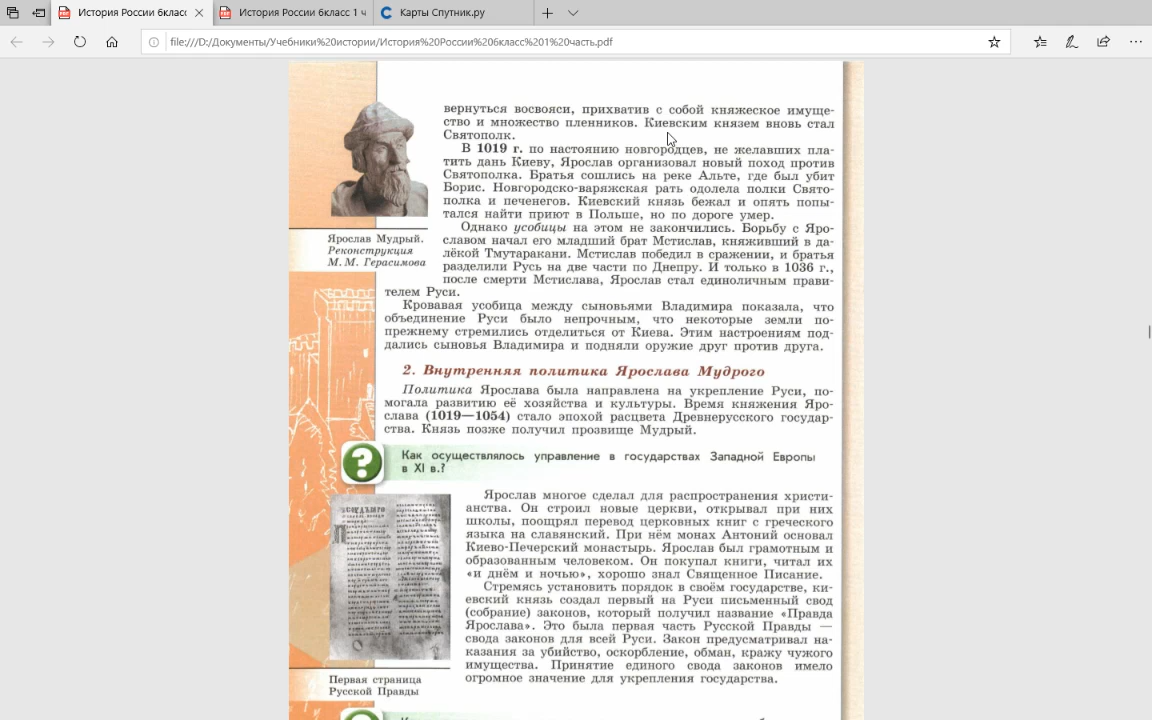 История России 6класс
История России 6класс 1 ч
Карты Спутник.ру
file:///D:/Документы/Учебники%20истории/История%20России%206класс%201%20часть.pdf
вернуться восвояси, прихватив с собой княжеское имуще-
ство и множество пленников. Киевским князем вновь стал
Святополк.
В 1019 г. по настоянию новгородцев, не желавших пла-
тить дань Киеву, Ярослав организовал новый поход против
Святополка. Братья сошлись на реке Альте, где был убит
Борис. Новгородско-варяжская рать одолела полки Свято-
полка и печенегов. Киевский князь бежал и опять попы-
тался найти приют в Польше, но по дороге умер.
Однако усобицы на этом не закончились. Борьбу с Яро-
славом начал его младший брат Мстислав, княживший в да-
лёкой Тмутаракани. Мстислав победил в сражении, и братья
разделили Русь на две части по Днепру. И только в 1036 г.,
после смерти Мстислава, Ярослав стал единоличным прави-
телем Руси.
Ярослав Мудрый.
Реконструкция
М. М. Герасимова
Кровавая усобица между сыновьями Владимира показала, что
объединение Руси было непрочным, что некоторые земли по-
прежнему стремились отделиться от Киева. Этим настроениям под-
дались сыновья Владимира и подняли оружие друг против друга.
2. Внутренняя политика Ярослава Мудрого
Политика Ярослава была направлена на укрепление Руси, по-
могала развитию её хозяйства и культуры. Время княжения Яро-
слава (1019—1054) стало эпохой расцвета Древнерусского государ-
ства. Князь позже получил прозвище Мудрый.
?
Как осуществлялось управление в государствах Западной Европы
в XI в.?
Ярослав многое сделал для распространения христи-
анства. Он строил новые церкви, открывал при них
школы, поощрял перевод церковных книг с греческого
языка на славянский. При нём монах Антоний основал
Киево-Печерский монастырь. Ярослав был грамотным и
образованным человеком. Он покупал книги, читал их
«и днём и ночью», хорошо знал Священное Писание.
Стремясь установить порядок в своём государстве, ки-
евский князь создал первый на Руси письменный свод
(собрание) законов, который получил название «Правда
Ярослава». Это была первая часть Русской Правды —
свода законов для всей Руси. Закон предусматривал на-
казания за убийство, оскорбление, обман, кражу чужого
имущества. Принятие единого свода законов имело
огромное значение для укрепления государства.
Первая страница
Русской Правды